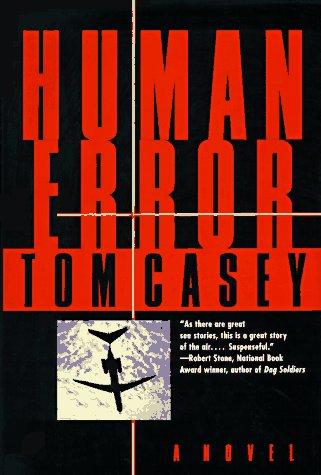 HUMAN
ERROR
TOM CASEY
"As there are great
sea stories, this is a great story
of the air.... Suspenseful."
—Robert Stone, National Book
Award winner, author of Dog Soldiers
A NOVEL